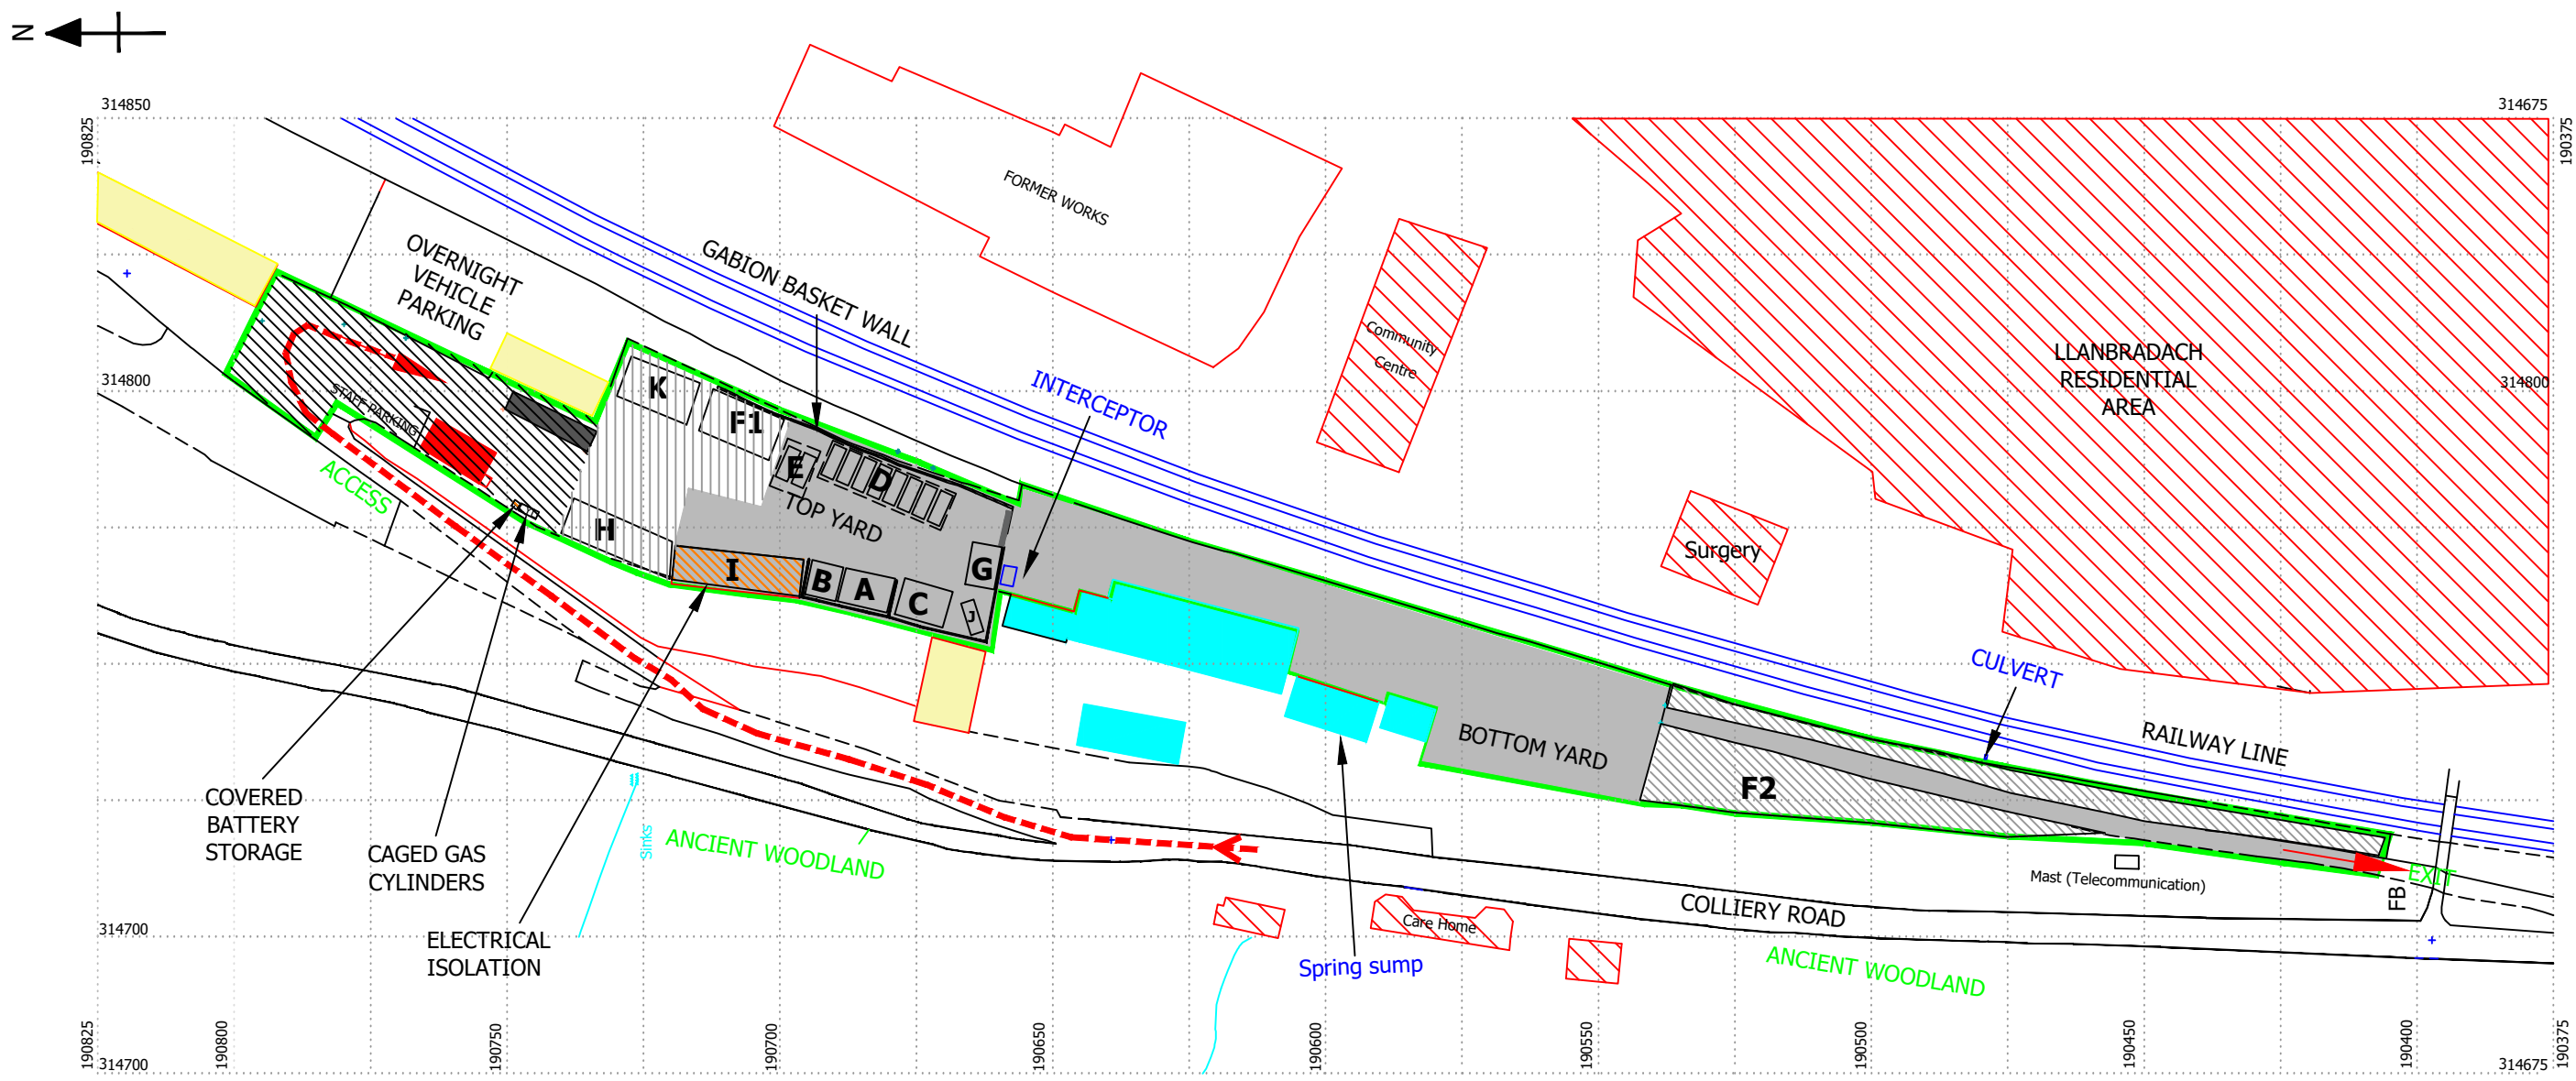 N
314850
314675
190825
190375
OVERNIGHT
VEHICLE
PARKING
GABION BASKET WALL
FORMER WORKS
Community
Centre
LLANBRADACH
RESIDENTIAL
AREA
314800
314800
STAFF PARKING
K
F1
INTERCEPTOR
E
D
ACCESS
TOP YARD
H
Surgery
I
B
A
C
G
J
CULVERT
RAILWAY LINE
BOTTOM YARD
F2
COVERED
BATTERY
STORAGE
CAGED GAS
CYLINDERS
Sinks
ANCIENT WOODLAND
Mast (Telecommunication)
EXIT
FB
COLLIERY ROAD
Care Home
ELECTRICAL
ISOLATION
Spring sump
ANCIENT WOODLAND
314700
190825
190800
190750
190700
190650
190600
190550
190500
190450
190400
190375
314700
314675